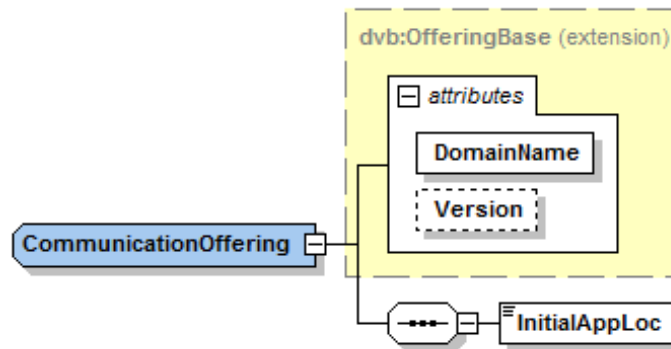 dvb:OfferingBase (extension)
attributes
DomainName
Version
CommunicationOffering
InitialAppLoc